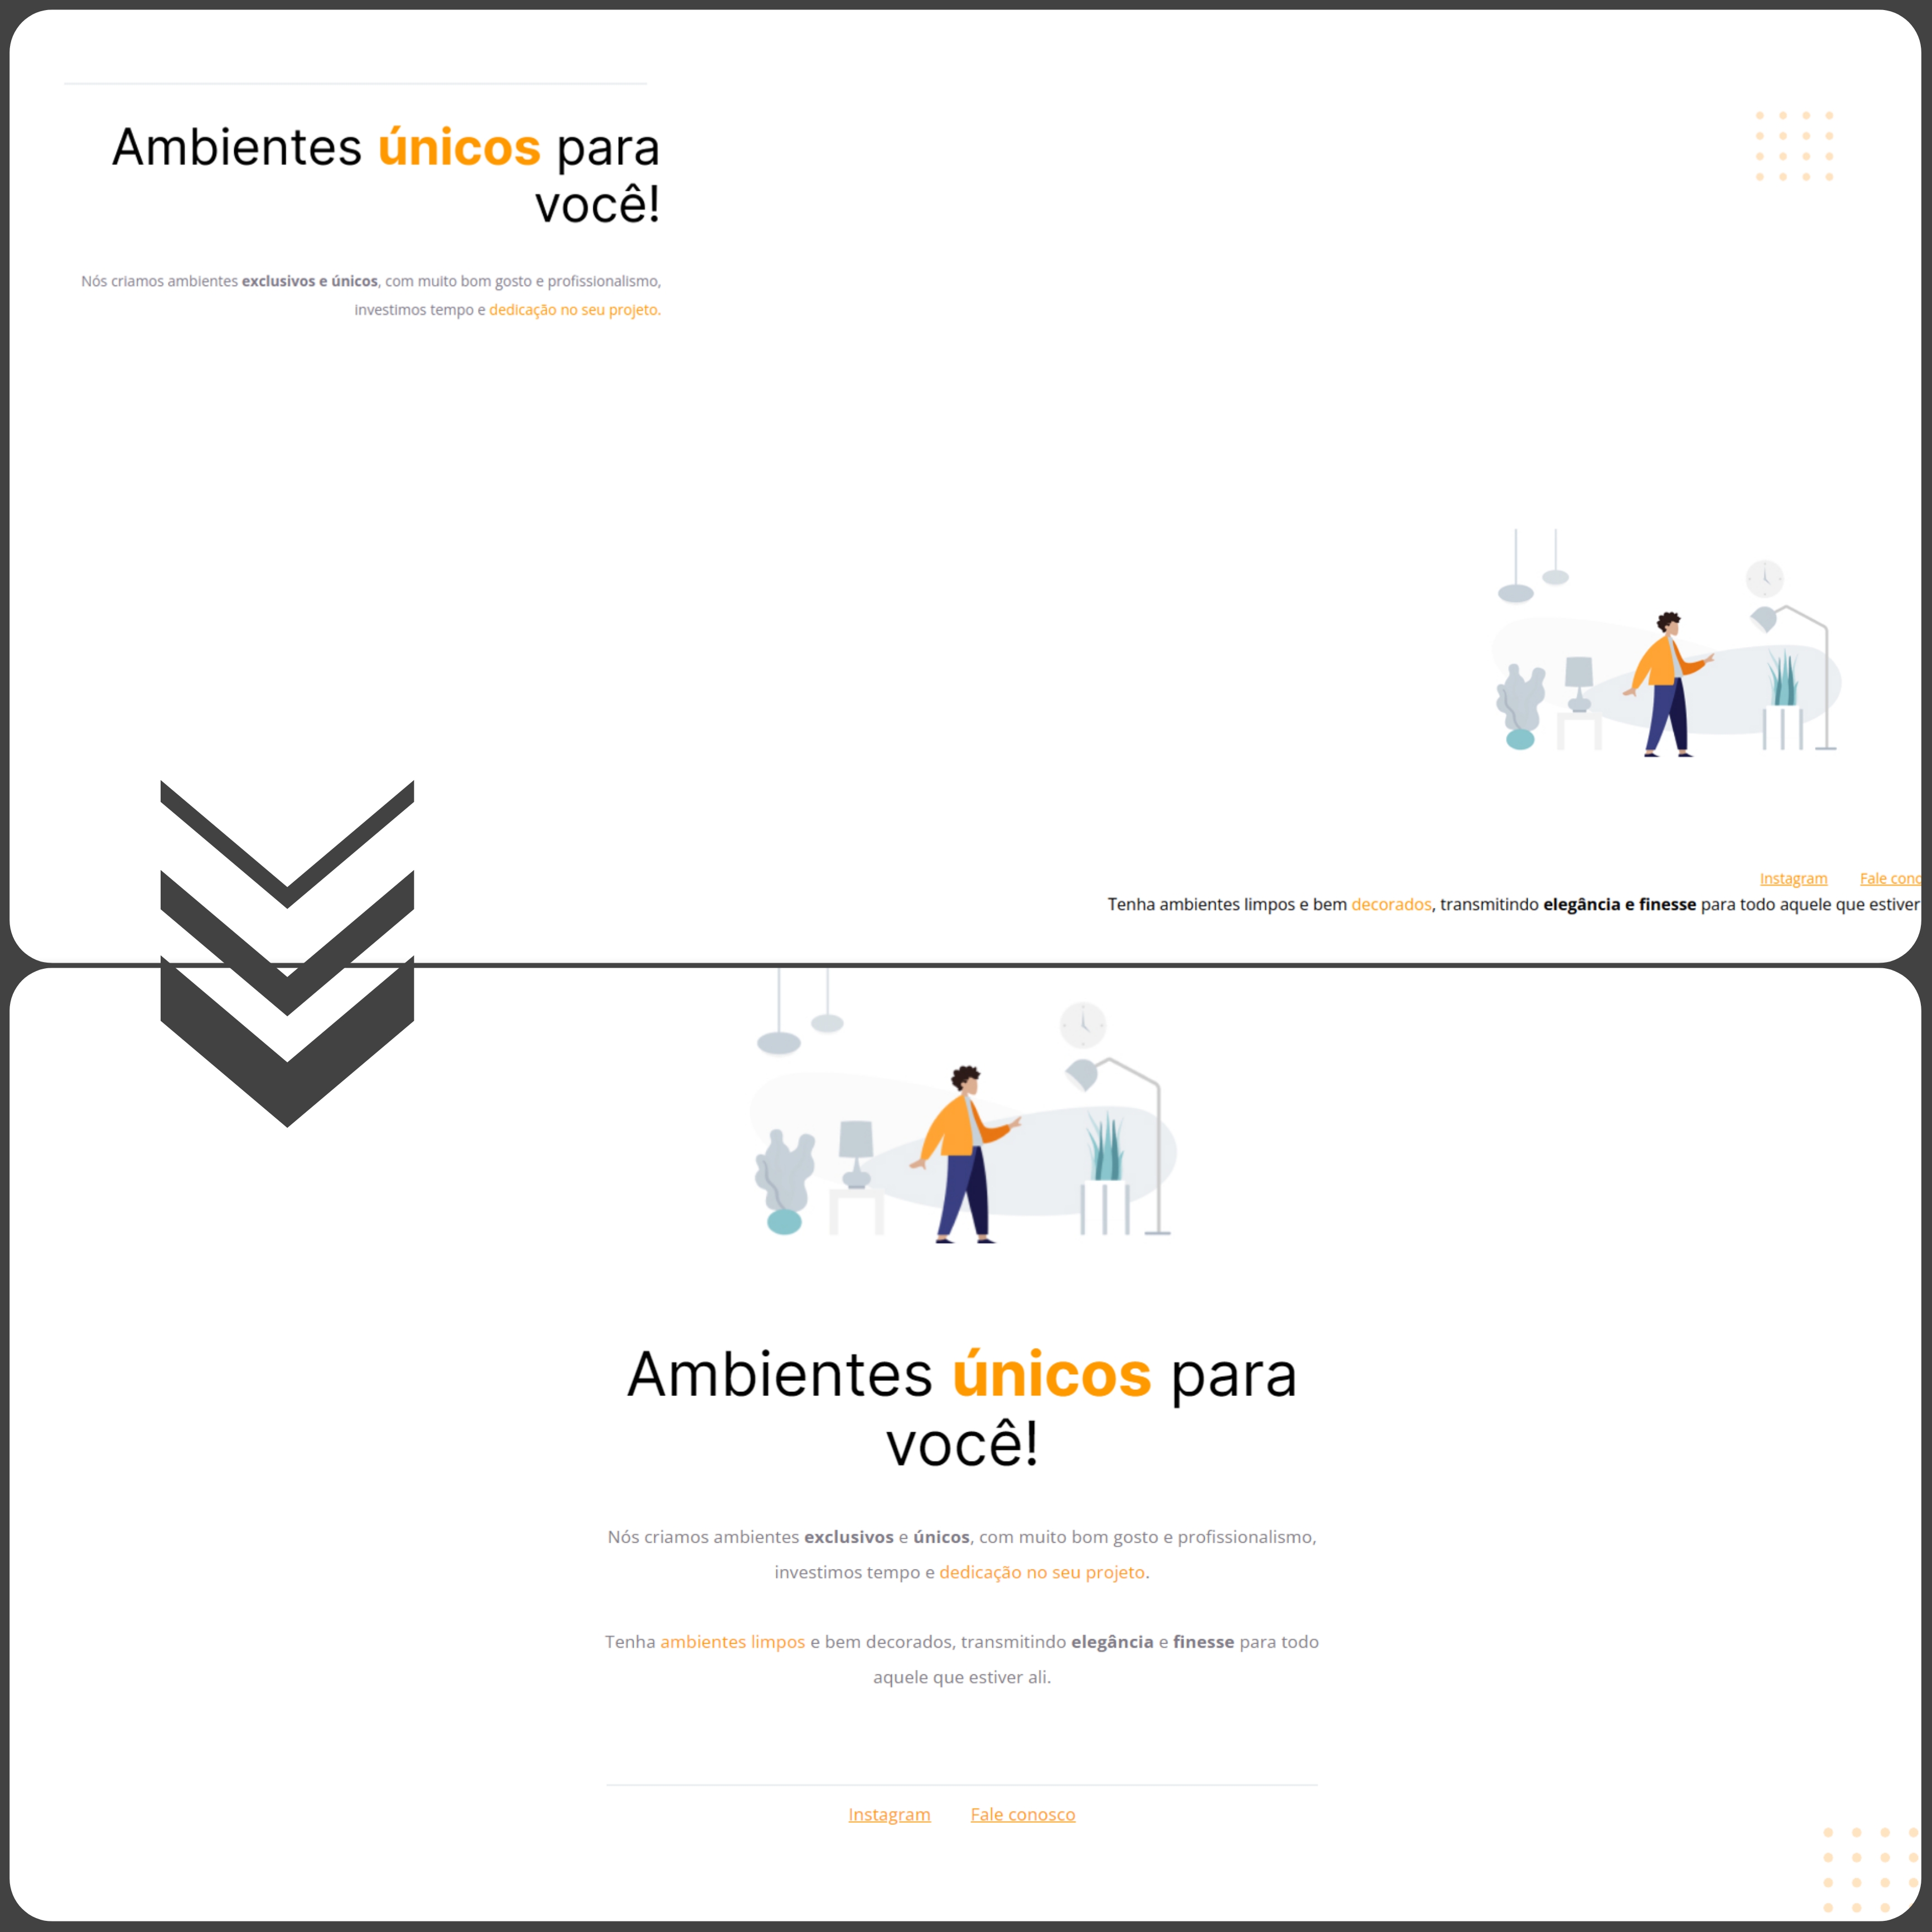 Ambientes únicos para
você!
Nós criamos ambientes exclusivos e únicos, com muito bom gosto e profissionalismo,
investimos tempo e dedicação no seu projeto.
Instagram Fale conc
Tenha ambientes limpos e bem decorados, transmitindo elegância e finesse para todo aquele que estiver
Ambientes únicos para
você!
Nós criamos ambientes exclusivos e únicos, com muito bom gosto e profissionalismo,
investimos tempo e dedicação no seu projeto.
Tenha ambientes limpos e bem decorados, transmitindo elegância e finesse para todo
aquele que estiver ali.
Instagram Fale conosco